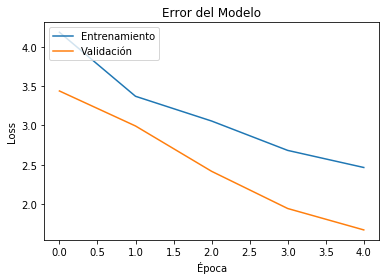 Error del Modelo
Entrenamiento
Validación
4.0
3.5
3.0
2.5
2.0
Loss
0.0 0.5 1.0 1.5 2.0 2.5 3.0 3.5 4.0
Época